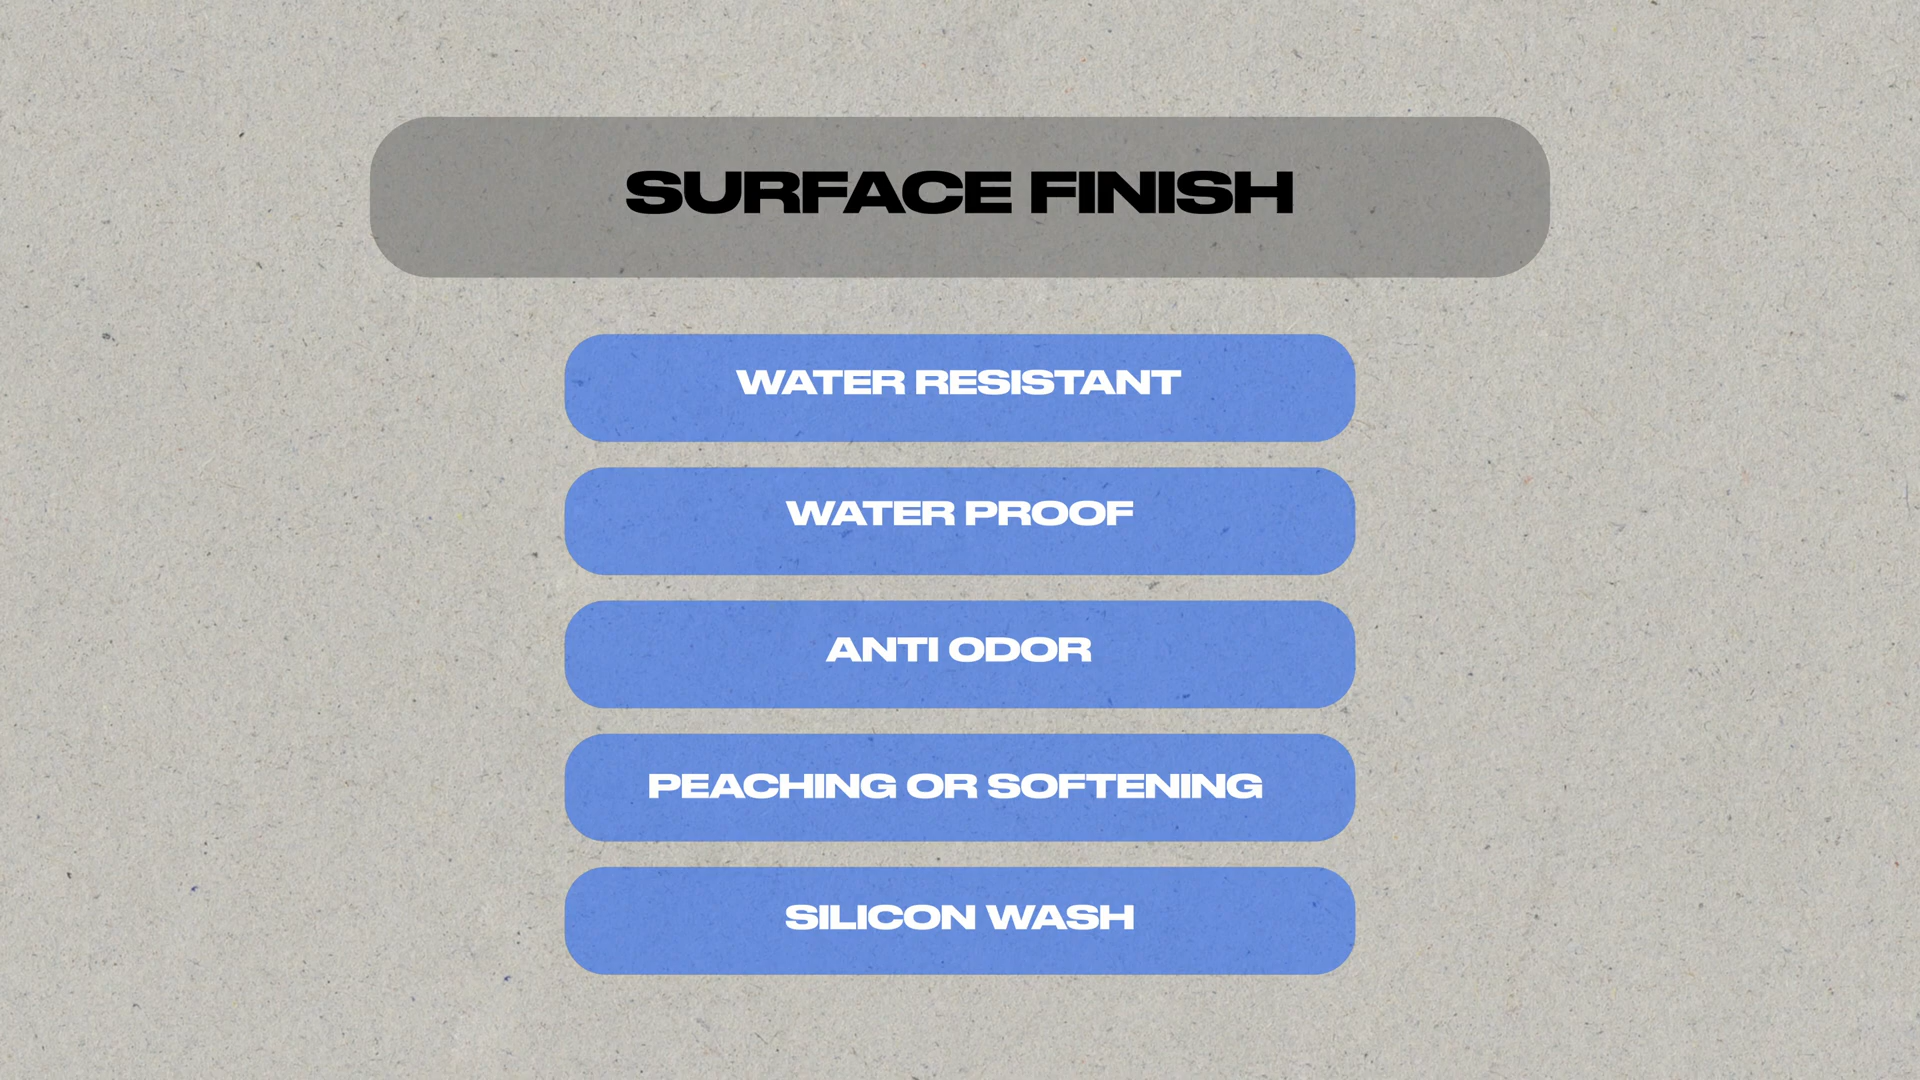 SURFACE FINISH
WATER RESISTANT
WATER PROOF
ANTI ODOR
PEACHING OR SOFTENING
SILICON WASH